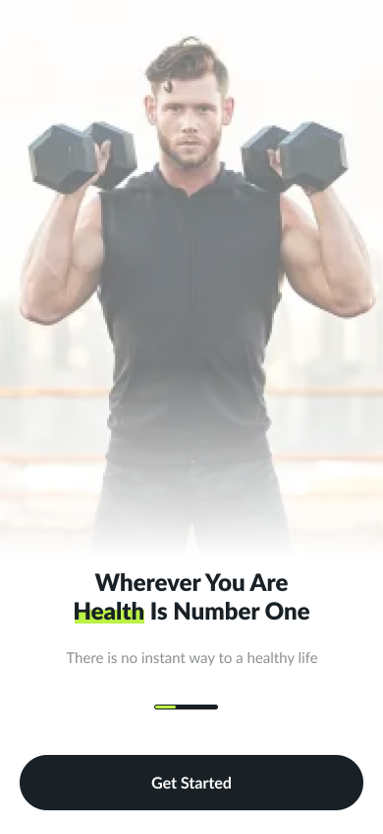 Wherever You Are
Health Is Number One
There is no instant way to a healthy life
Get Started